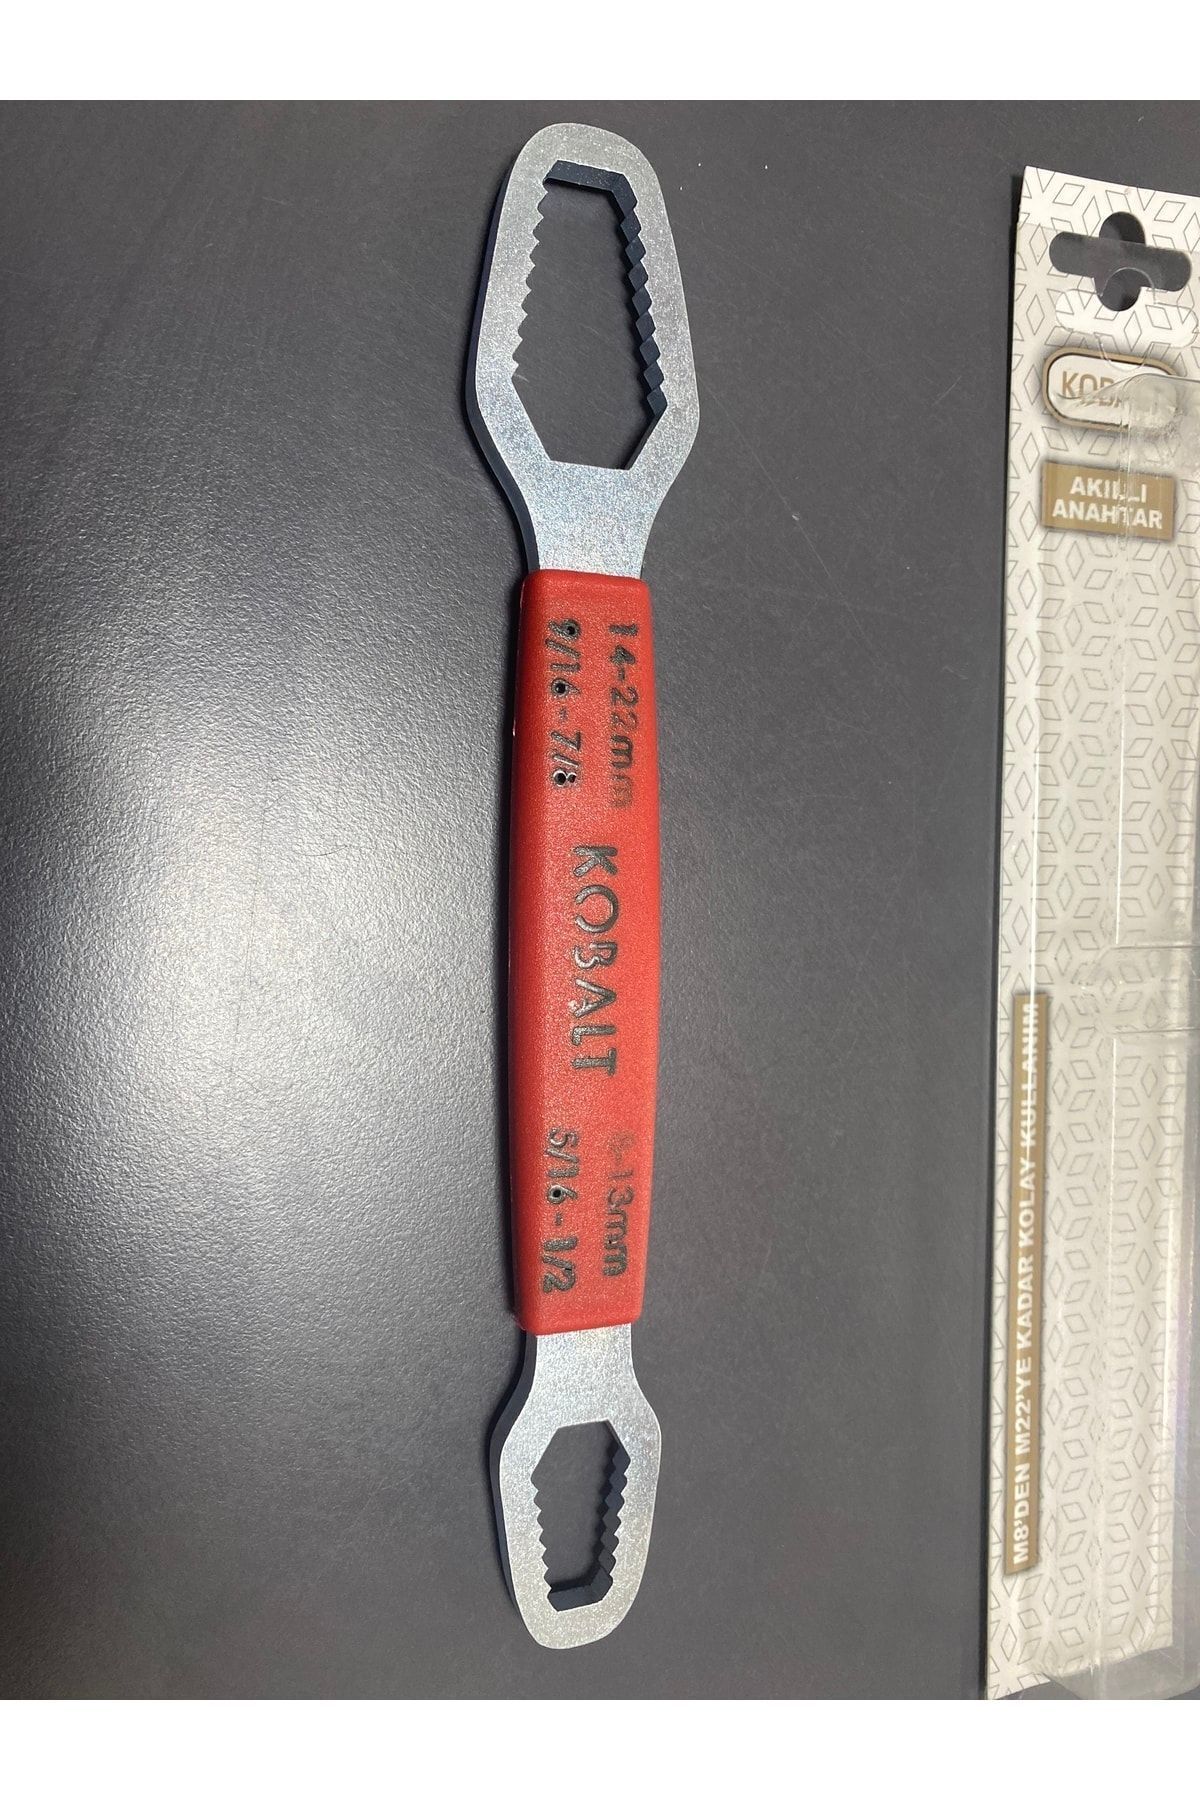 14-22mm
9/16-7/8
KOBALT
8-13mm
5/16-1/2
AKILLI
ANAHTAR
M8'DEN M22'YE KADAR KOLAY KULLANIM